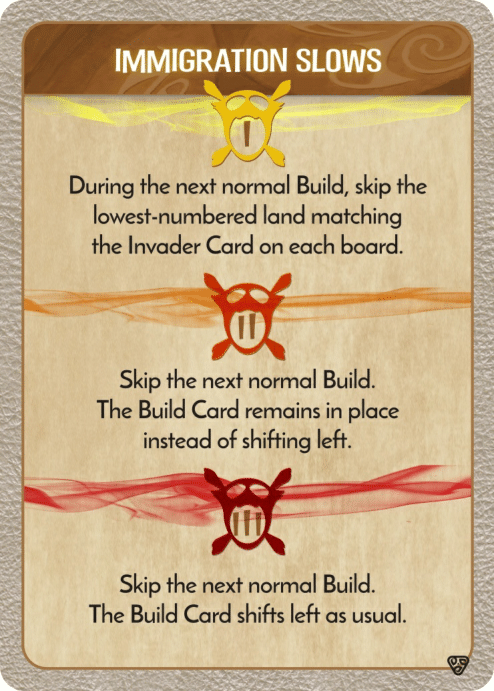 IMMIGRATION SLOWS
I
During the next normal Build, skip the
lowest-numbered land matching
the Invader Card on each board.
II
Skip the next normal Build.
The Build Card remains in place
instead of shifting left.
III
Skip the next normal Build.
The Build Card shifts left as usual.